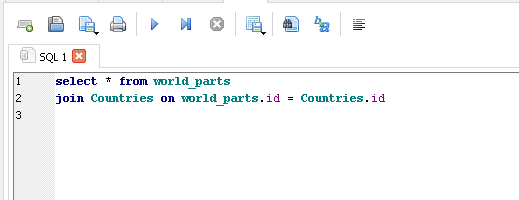 SQL 1
1 select * from world_parts
2 join Countries on world_parts.id = Countries.id
3